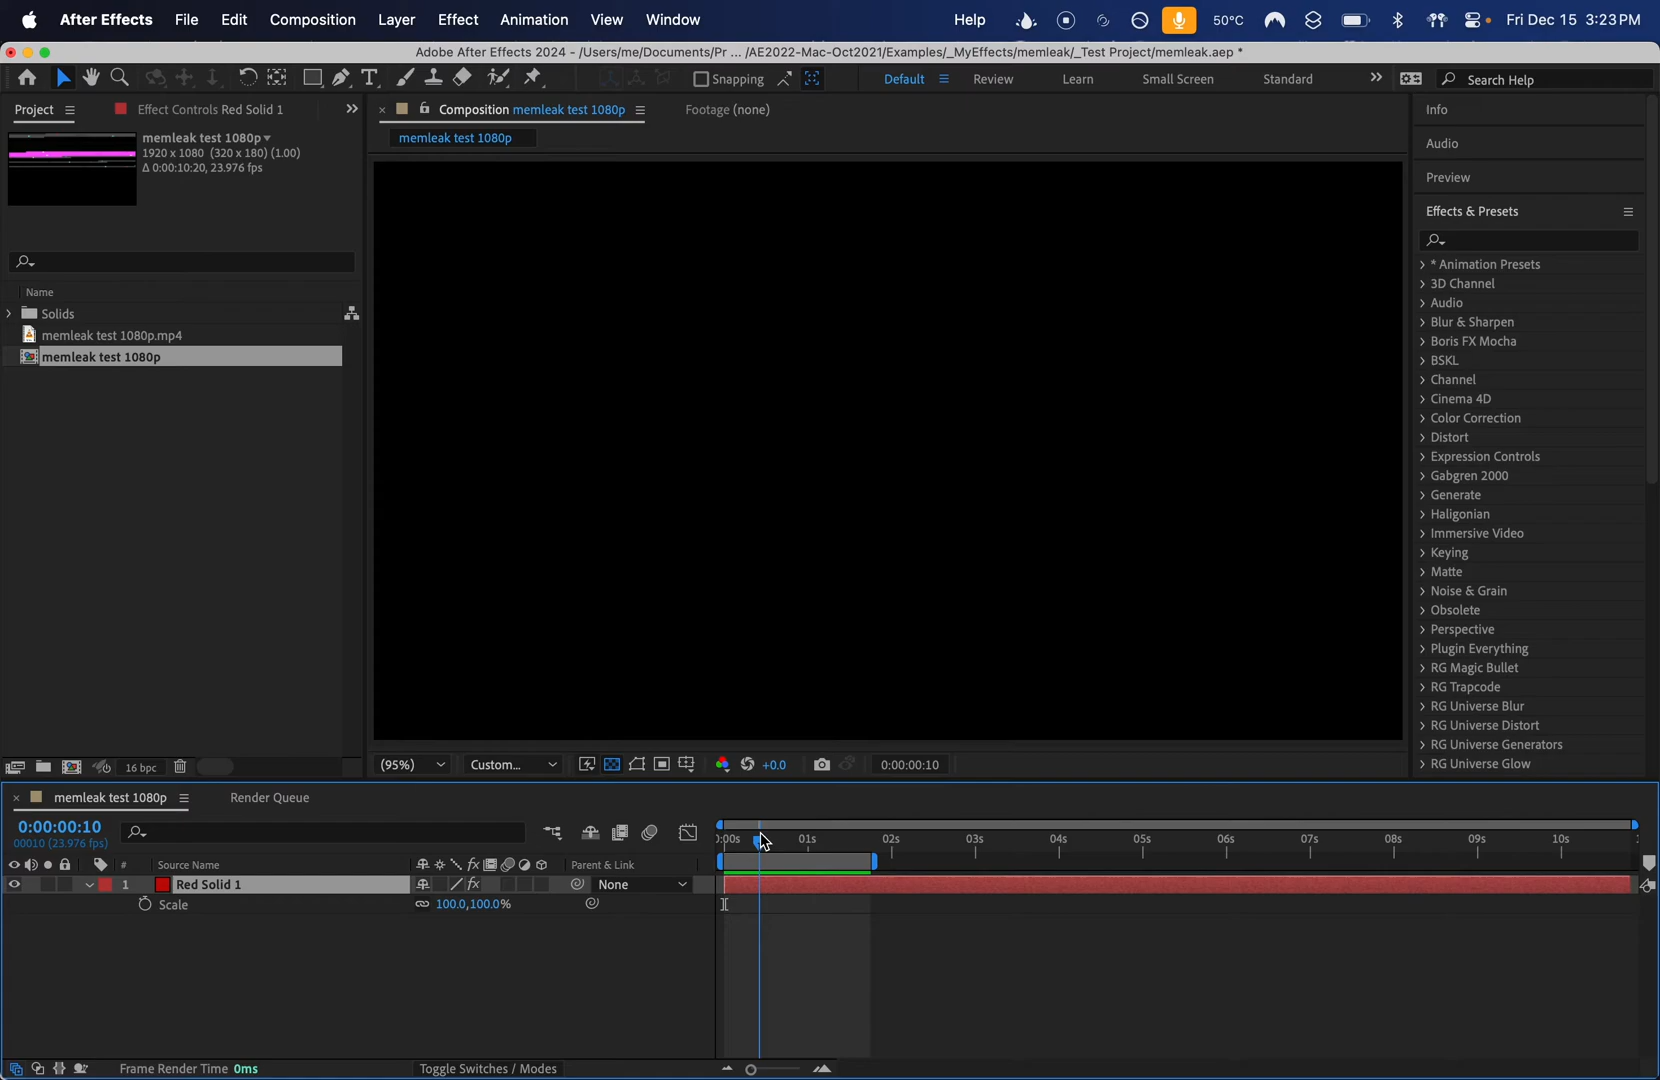 After Effects File Edit Composition Layer Effect Animation View Window Help 50°C Fri Dec 15 3:23 PM
Adobe After Effects 2024 - /Users/me/Documents/Pr ... /AE2022-Mac-Oct2021/Examples/_MyEffects/memleak/_Test Project/memleak.aep *
Snapping Default Review Learn Small Screen Standard Search Help
Project Effect Controls Red Solid 1
Composition memleak test 1080p Footage (none)
memleak test 1080p
memleak test 1080p
1920 x 1080 (320 x 180) (1.00)
Δ 0:00:10:20, 23.976 fps
Name
Solids
memleak test 1080p.mp4
memleak test 1080p
16 bpc
(95%) Custom... +0.0 0:00:00:10
Info
Audio
Preview
Effects & Presets
* Animation Presets
3D Channel
Audio
Blur & Sharpen
Boris FX Mocha
BSKL
Channel
Cinema 4D
Color Correction
Distort
Expression Controls
Gabgren 2000
Generate
Haligonian
Immersive Video
Keying
Matte
Noise & Grain
Obsolete
Perspective
Plugin Everything
RG Magic Bullet
RG Trapcode
RG Universe Blur
RG Universe Distort
RG Universe Generators
RG Universe Glow
memleak test 1080p Render Queue
0:00:00:10
00010 (23.976 fps)
:00s 01s 02s 03s 04s 05s 06s 07s 08s 09s 10s
# Source Name Parent & Link
1 Red Solid 1 None
Scale 100.0,100.0%
Frame Render Time 0ms Toggle Switches / Modes